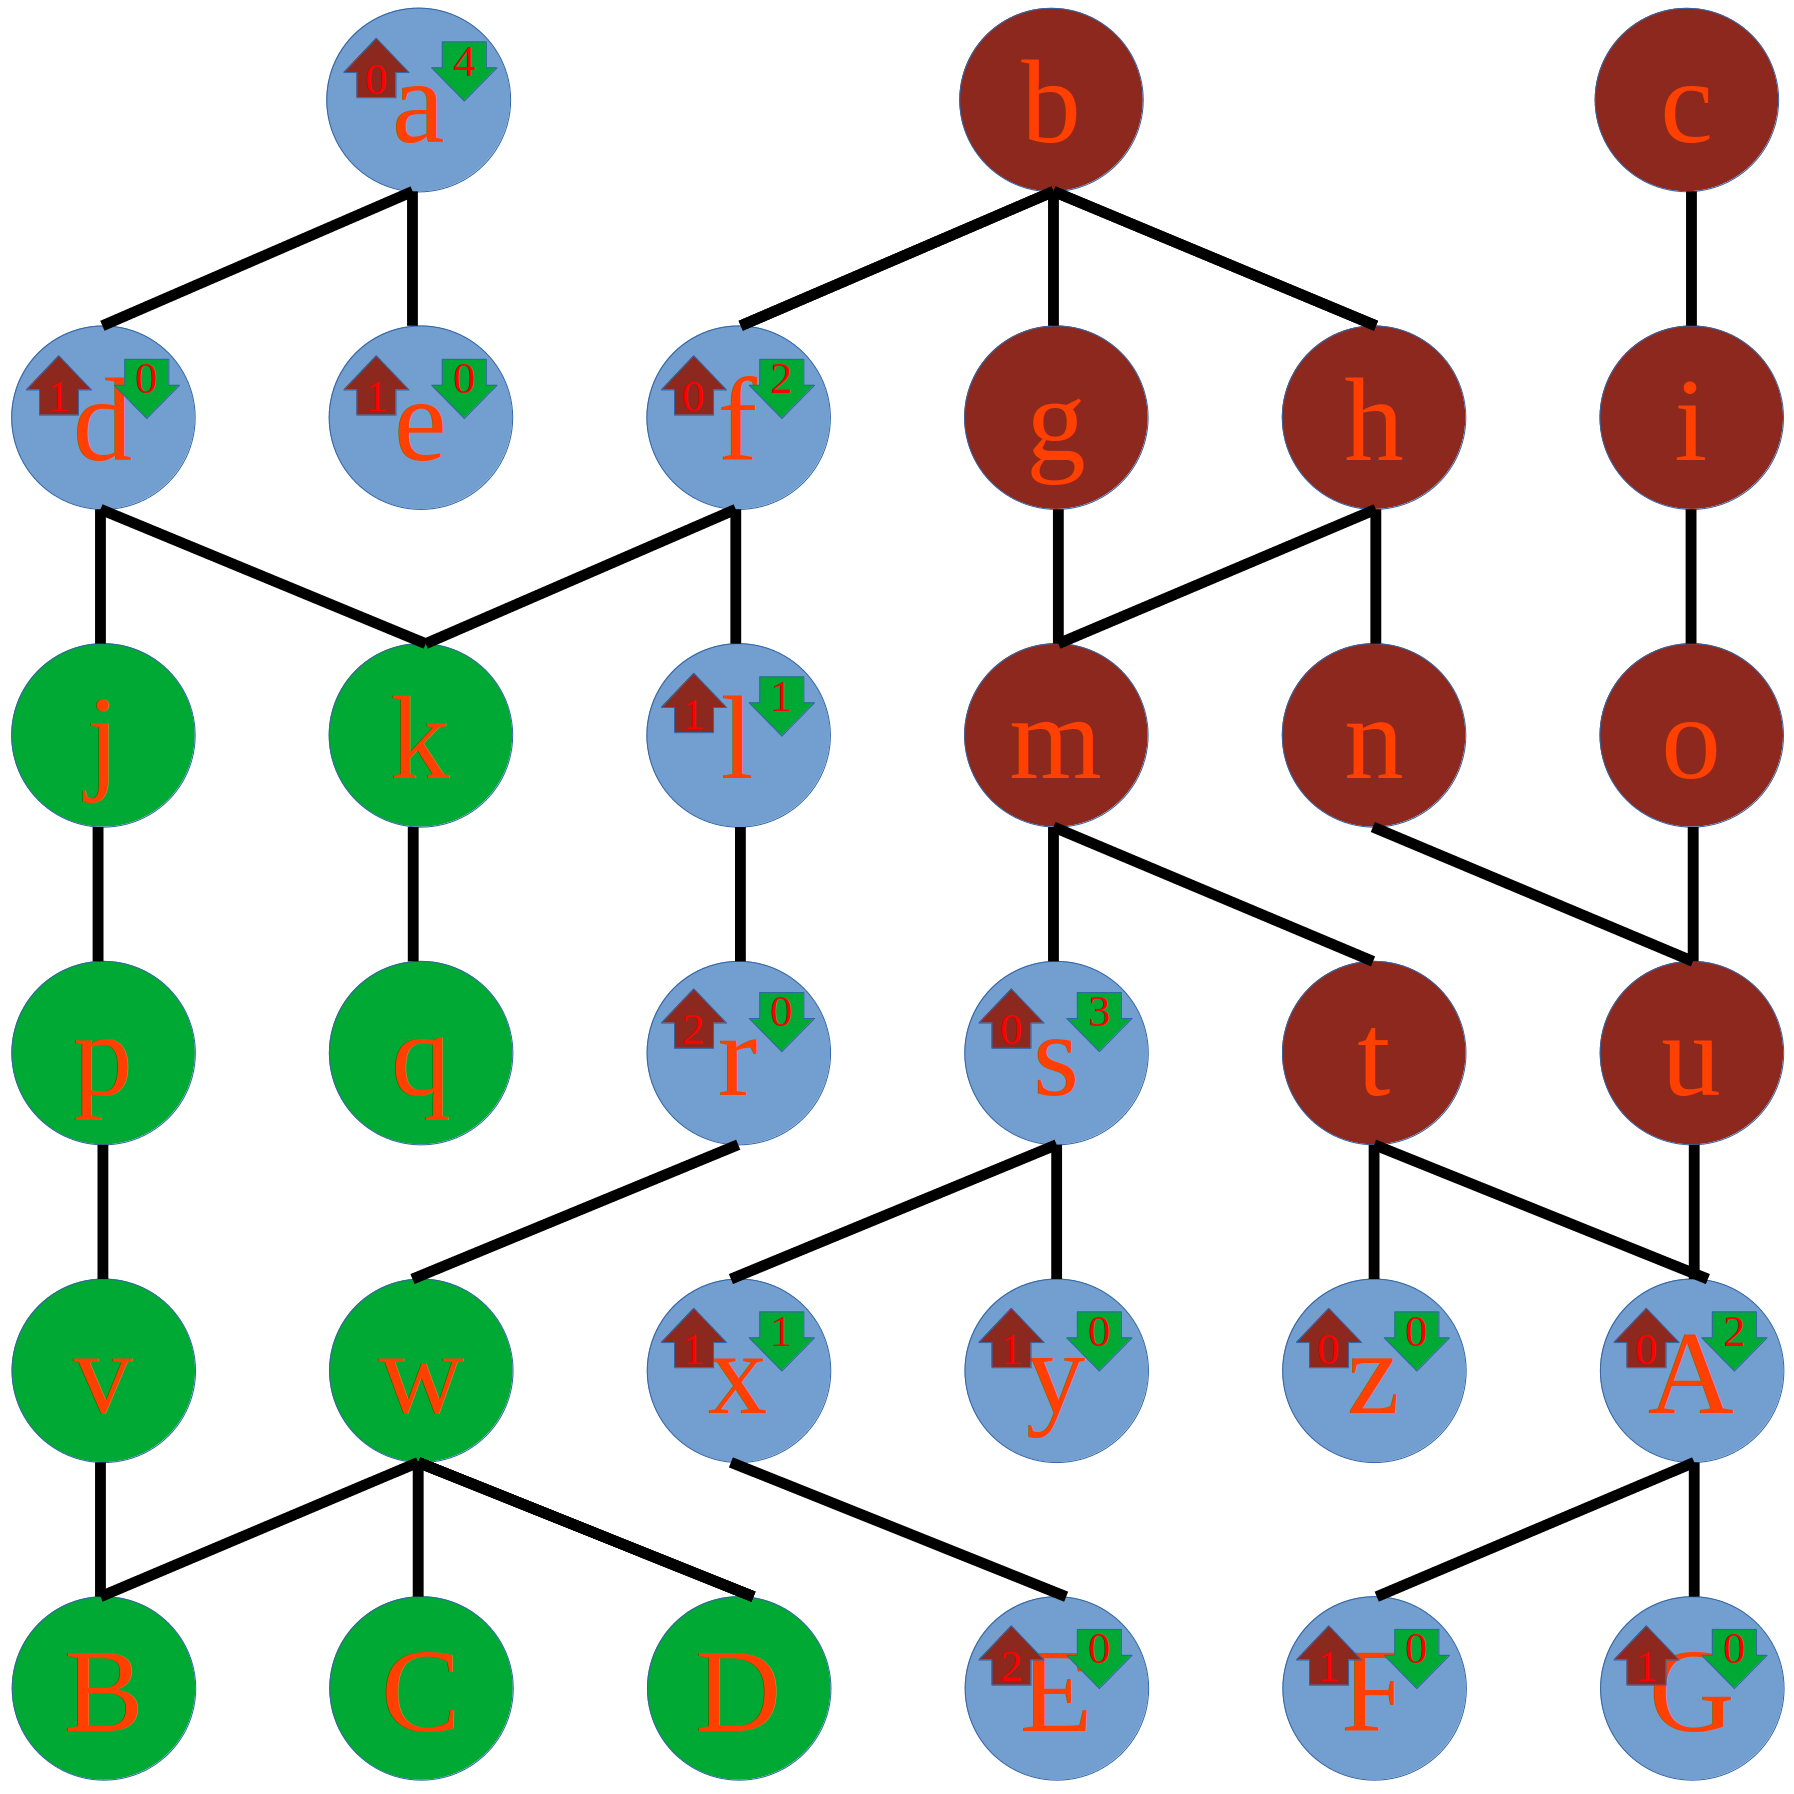 0 4 a b c
1 0 d 1 0 e 0 2 f g h i
j k 1 1 l m n o
p q 2 0 r 0 3 s t u
v w 1 1 x 1 0 y 0 0 z 0 2 A
B C D 2 0 E 1 0 F 1 0 G